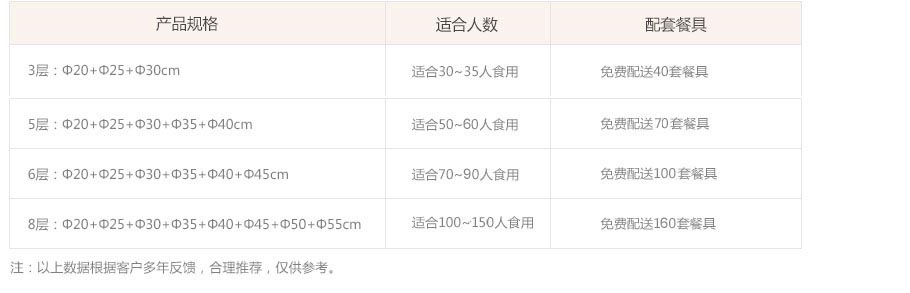 产品规格 适合人数 配套餐具
3层：Φ20+Φ25+Φ30cm 适合30~35人食用 免费配送40套餐具
5层：Φ20+Φ25+Φ30+Φ35+Φ40cm 适合50~60人食用 免费配送70套餐具
6层：Φ20+Φ25+Φ30+Φ35+Φ40+Φ45cm 适合70~90人食用 免费配送100套餐具
8层：Φ20+Φ25+Φ30+Φ35+Φ40+Φ45+Φ50+Φ55cm 适合100~150人食用 免费配送160套餐具
注：以上数据根据客户多年反馈，合理推荐，仅供参考。